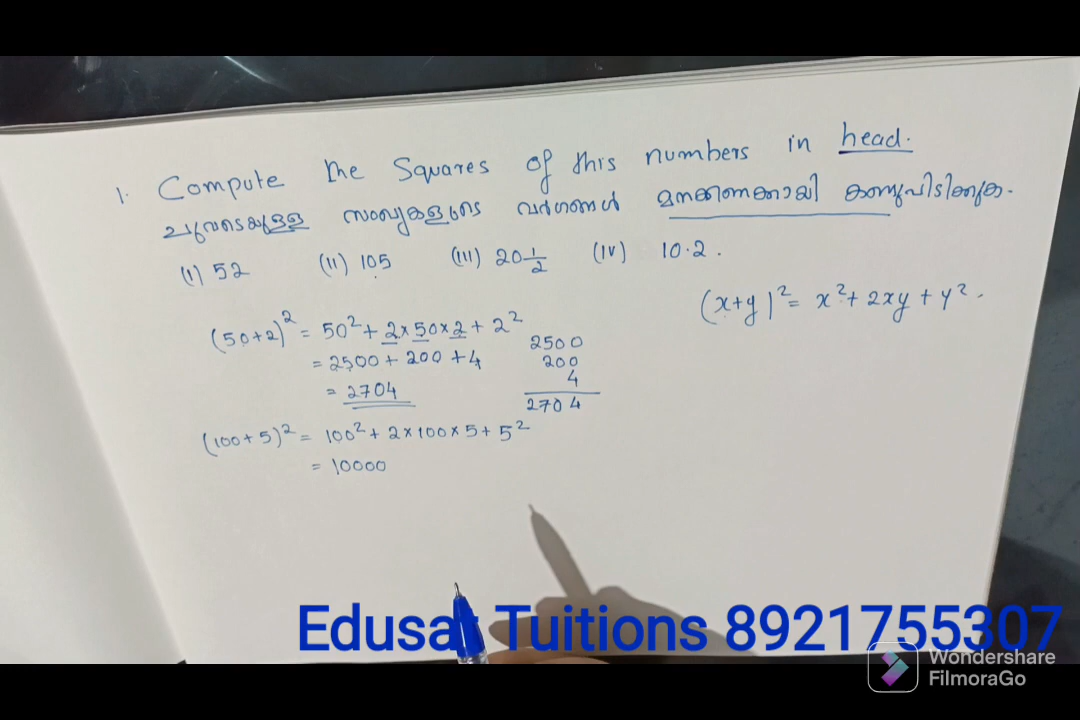 1. Compute the Squares of this numbers in head.
ചുവടെയുള്ള സംഖ്യകളുടെ വർഗങ്ങൾ മനക്കണക്കായി കണ്ടുപിടിക്കുക.
(i) 52 (ii) 105 (iii) 20 1/2 (iv) 10.2.
(x+y)² = x² + 2xy + y².
(50+2)² = 50² + 2×50×2 + 2²
= 2500 + 200 + 4
= 2704
2500
200
4
2704
(100+5)² = 100² + 2×100×5 + 5²
= 10000
Tuitions 8921755307
Wondershare
FilmoraGo